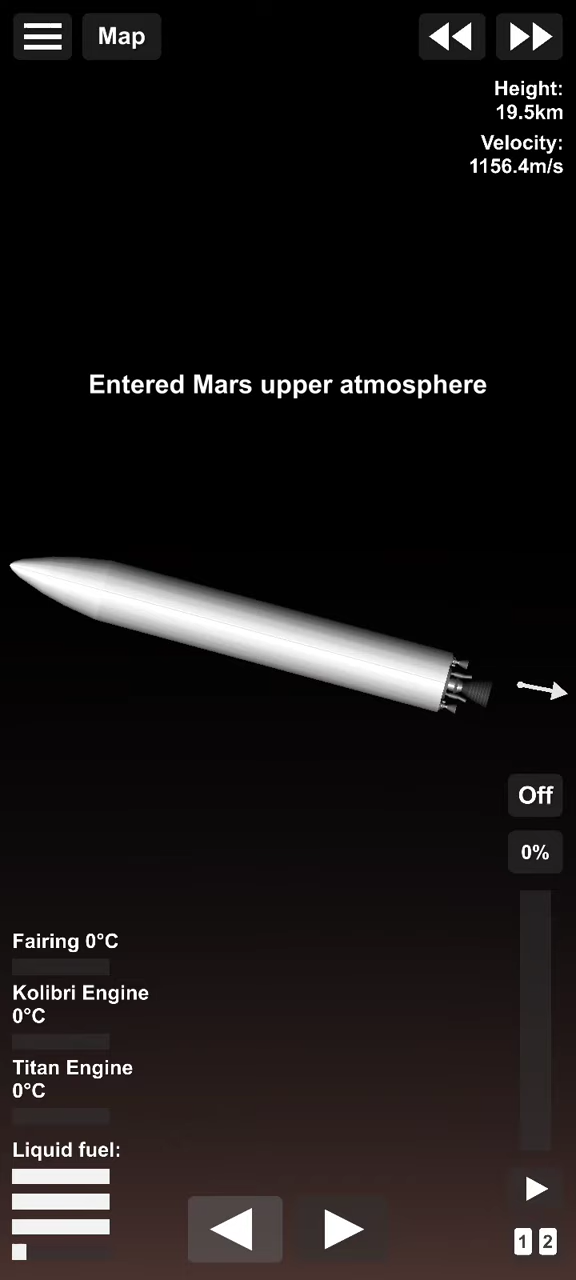 Map
Height:
19.5km
Velocity:
1156.4m/s
Entered Mars upper atmosphere
Off
0%
Fairing 0°C
Kolibri Engine
0°C
Titan Engine
0°C
Liquid fuel:
1 2